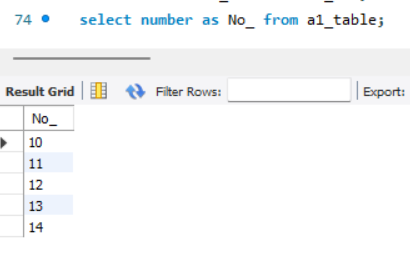 74 select number as No_ from a1_table;
Result Grid Filter Rows: Export:
No_
10
11
12
13
14